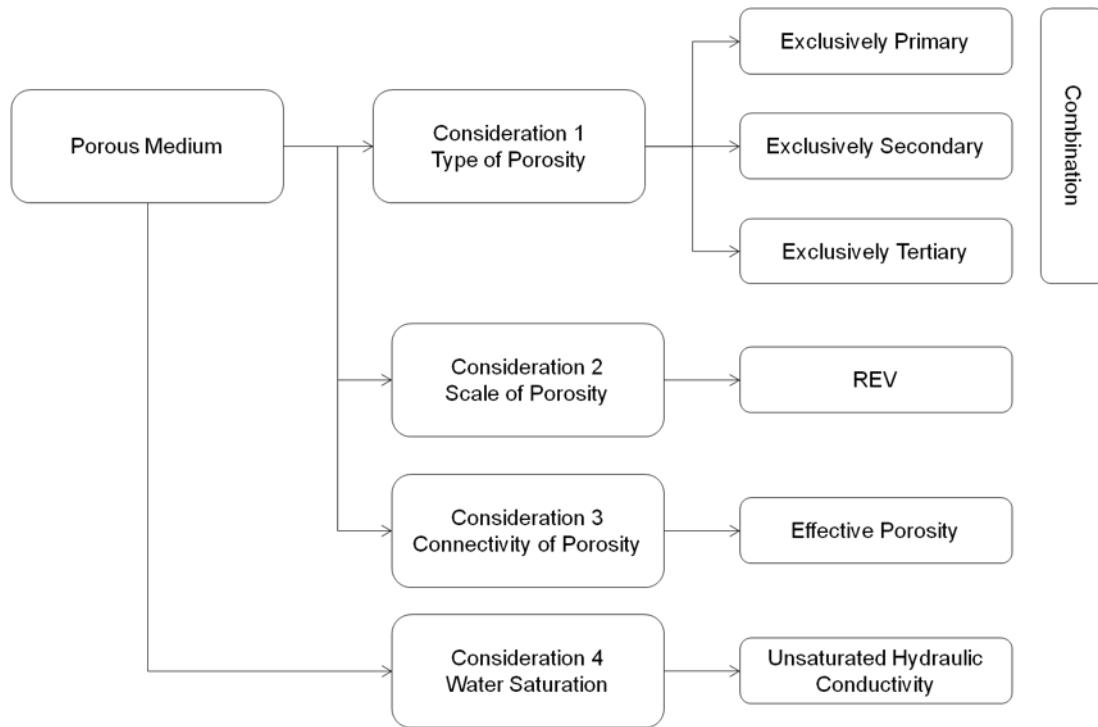 Porous Medium
Consideration 1
Type of Porosity
Exclusively Primary
Exclusively Secondary
Exclusively Tertiary
Combination
Consideration 2
Scale of Porosity
REV
Consideration 3
Connectivity of Porosity
Effective Porosity
Consideration 4
Water Saturation
Unsaturated Hydraulic
Conductivity